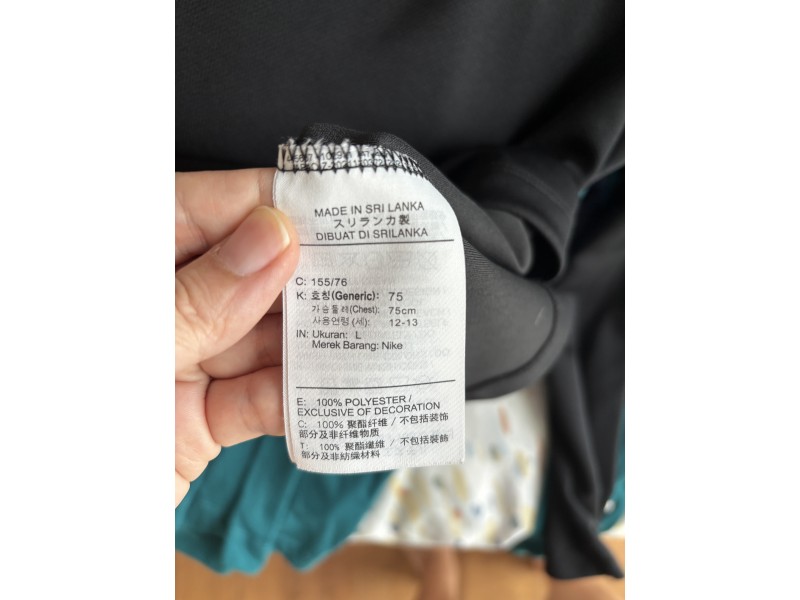 MADE IN SRI LANKA
スリランカ製
DIBUAT DI SRILANKA
C: 155/76
K: 호칭(Generic): 75
가슴둘레(Chest): 75cm
사용연령 (세): 12-13
IN: Ukuran: L
Merek Barang: Nike
E: 100% POLYESTER /
EXCLUSIVE OF DECORATION
C: 100% 聚酯纤维 / 不包括装饰
部分及非纤维物质
T: 100% 聚酯纖維 / 不包括裝飾
部分及非紡織材料